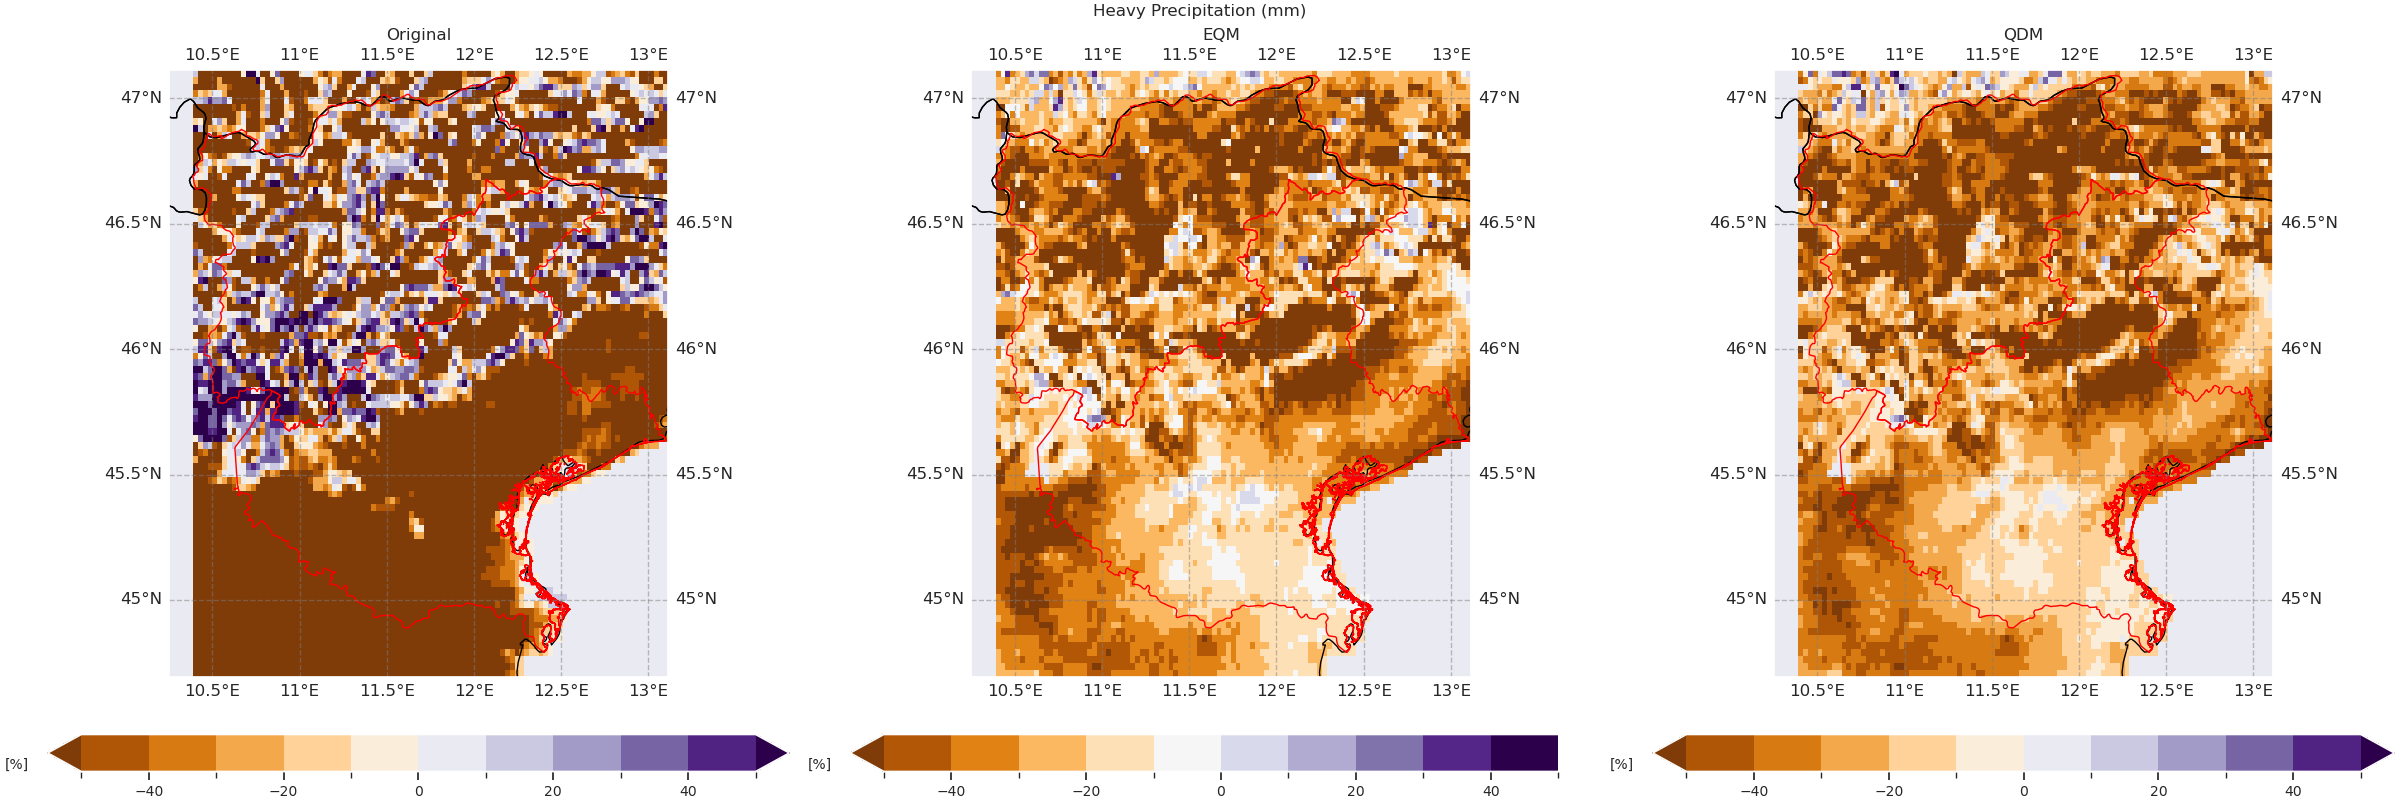 Heavy Precipitation (mm)
Original EQM QDM
10.5°E 11°E 11.5°E 12°E 12.5°E 13°E 10.5°E 11°E 11.5°E 12°E 12.5°E 13°E 10.5°E 11°E 11.5°E 12°E 12.5°E 13°E
47°N 47°N 47°N 47°N 47°N 47°N
46.5°N 46.5°N 46.5°N 46.5°N 46.5°N 46.5°N
46°N 46°N 46°N 46°N 46°N 46°N
45.5°N 45.5°N 45.5°N 45.5°N 45.5°N 45.5°N
45°N 45°N 45°N 45°N 45°N 45°N
10.5°E 11°E 11.5°E 12°E 12.5°E 13°E 10.5°E 11°E 11.5°E 12°E 12.5°E 13°E 10.5°E 11°E 11.5°E 12°E 12.5°E 13°E
[%] [%] [%]
−40 −20 0 20 40 −40 −20 0 20 40 −40 −20 0 20 40